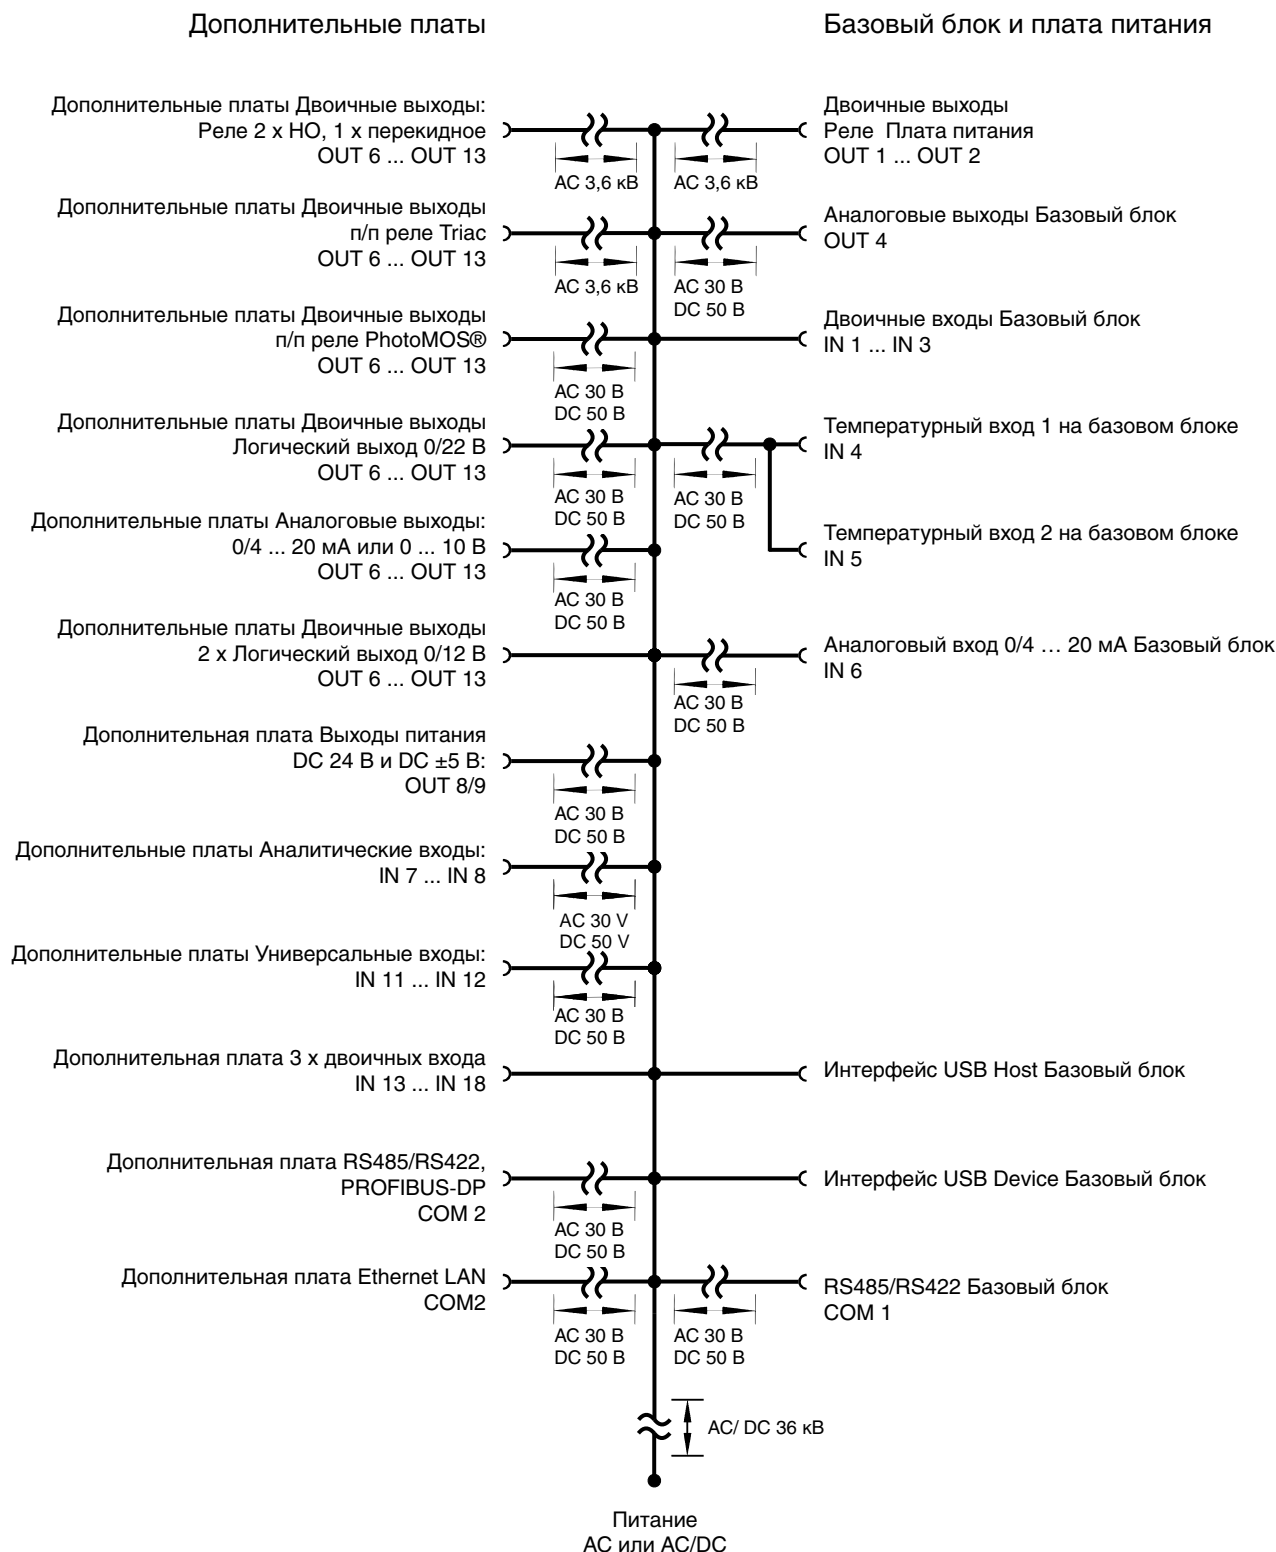 Дополнительные платы
Базовый блок и плата питания
Дополнительные платы Двоичные выходы:
Реле 2 x НО, 1 x перекидное
OUT 6 ... OUT 13
AC 3,6 кВ
AC 3,6 кВ
Двоичные выходы
Реле Плата питания
OUT 1 ... OUT 2
Дополнительные платы Двоичные выходы
п/п реле Triac
OUT 6 ... OUT 13
AC 3,6 кВ
AC 30 В
DC 50 В
Аналоговые выходы Базовый блок
OUT 4
Дополнительные платы Двоичные выходы
п/п реле PhotoMOS®
OUT 6 ... OUT 13
AC 30 В
DC 50 В
Двоичные входы Базовый блок
IN 1 ... IN 3
Дополнительные платы Двоичные выходы
Логический выход 0/22 В
OUT 6 ... OUT 13
AC 30 В
DC 50 В
AC 30 В
DC 50 В
Температурный вход 1 на базовом блоке
IN 4
Дополнительные платы Аналоговые выходы:
0/4 ... 20 мА или 0 ... 10 В
OUT 6 ... OUT 13
AC 30 В
DC 50 В
Температурный вход 2 на базовом блоке
IN 5
Дополнительные платы Двоичные выходы
2 x Логический выход 0/12 В
OUT 6 ... OUT 13
AC 30 В
DC 50 В
Аналоговый вход 0/4 … 20 мА Базовый блок
IN 6
Дополнительная плата Выходы питания
DC 24 В и DC ±5 В:
OUT 8/9
AC 30 В
DC 50 В
Дополнительные платы Аналитические входы:
IN 7 ... IN 8
AC 30 V
DC 50 V
Дополнительные платы Универсальные входы:
IN 11 ... IN 12
AC 30 В
DC 50 В
Дополнительная плата 3 x двоичных входа
IN 13 ... IN 18
Интерфейс USB Host Базовый блок
Дополнительная плата RS485/RS422,
PROFIBUS-DP
COM 2
AC 30 В
DC 50 В
Интерфейс USB Device Базовый блок
Дополнительная плата Ethernet LAN
COM2
AC 30 В
DC 50 В
AC 30 В
DC 50 В
RS485/RS422 Базовый блок
COM 1
AC/ DC 36 кВ
Питание
AC или AC/DC